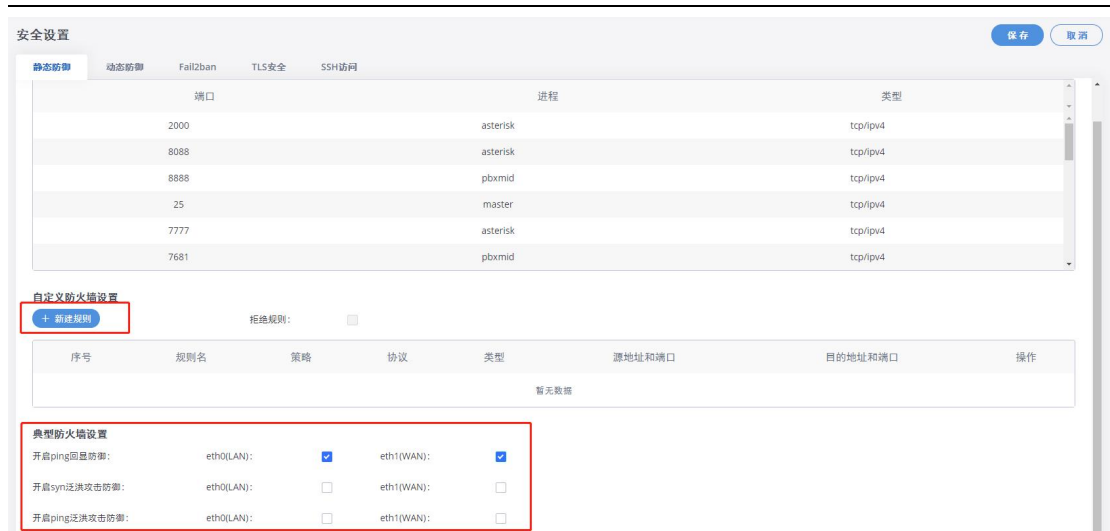 安全设置 保存 取消
静态防御 动态防御 Fail2ban TLS安全 SSH访问
端口 进程 类型
2000 asterisk tcp/ipv4
8088 asterisk tcp/ipv4
8888 pbxmid tcp/ipv4
25 master tcp/ipv4
7777 asterisk tcp/ipv4
7681 pbxmid tcp/ipv4
自定义防火墙设置
+ 新建规则 拒绝规则:
序号 规则名 策略 协议 类型 源地址和端口 目的地址和端口 操作
暂无数据
典型防火墙设置
开启ping回显防御: eth0(LAN): eth1(WAN):
开启syn泛洪攻击防御: eth0(LAN): eth1(WAN):
开启ping泛洪攻击防御: eth0(LAN): eth1(WAN):